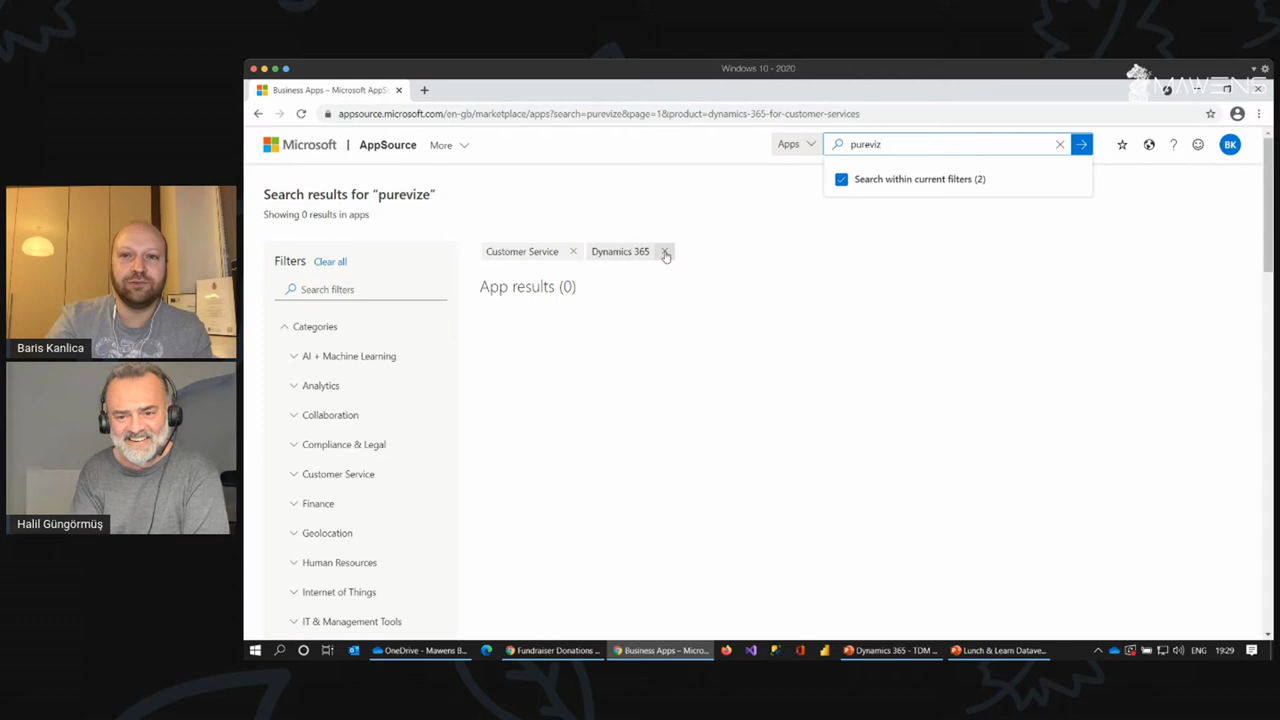 Windows 10 - 2020
MAWENS
Business Apps – Microsoft AppS
appsource.microsoft.com/en-gb/marketplace/apps?search=purevize&page=1&product=dynamics-365-for-customer-services
Microsoft
AppSource
More
Apps
pureviz
BK
Search within current filters (2)
Search results for “purevize”
Showing 0 results in apps
Filters
Clear all
Customer Service
Dynamics 365
Search filters
App results (0)
Categories
AI + Machine Learning
Analytics
Collaboration
Compliance & Legal
Customer Service
Finance
Geolocation
Human Resources
Internet of Things
IT & Management Tools
Baris Kanlica
Halil Güngörmüş
OneDrive - Mawens B...
Fundraiser Donations ...
Business Apps – Micro...
Dynamics 365 - TDM ...
Lunch & Learn Datave...
ENG
19:29